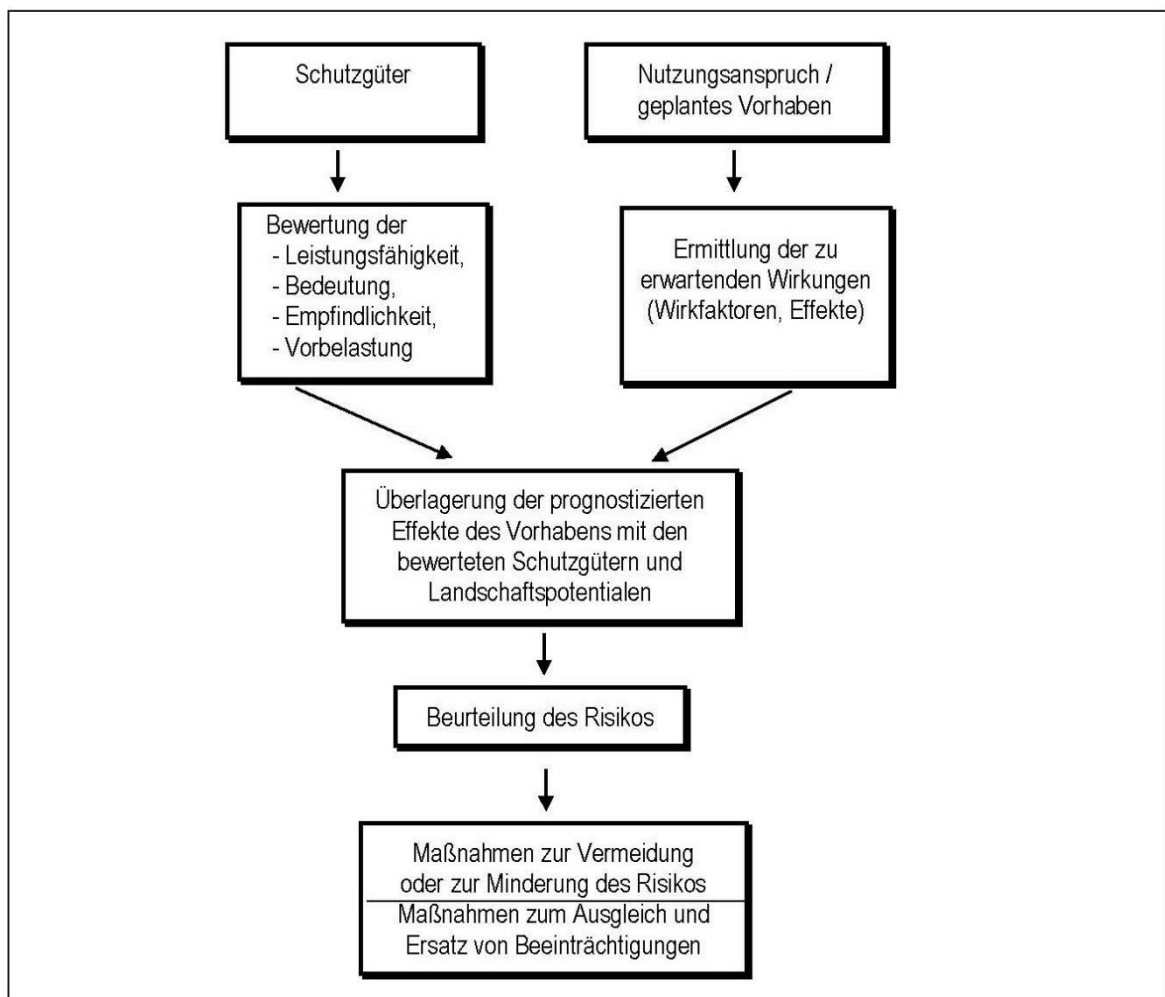 Schutzgüter
Nutzungsanspruch /
geplantes Vorhaben
Bewertung der
- Leistungsfähigkeit,
- Bedeutung,
- Empfindlichkeit,
- Vorbelastung
Ermittlung der zu
erwartenden Wirkungen
(Wirkfaktoren, Effekte)
Überlagerung der prognostizierten
Effekte des Vorhabens mit den
bewerteten Schutzgütern und
Landschaftspotentialen
Beurteilung des Risikos
Maßnahmen zur Vermeidung
oder zur Minderung des Risikos
Maßnahmen zum Ausgleich und
Ersatz von Beeinträchtigungen